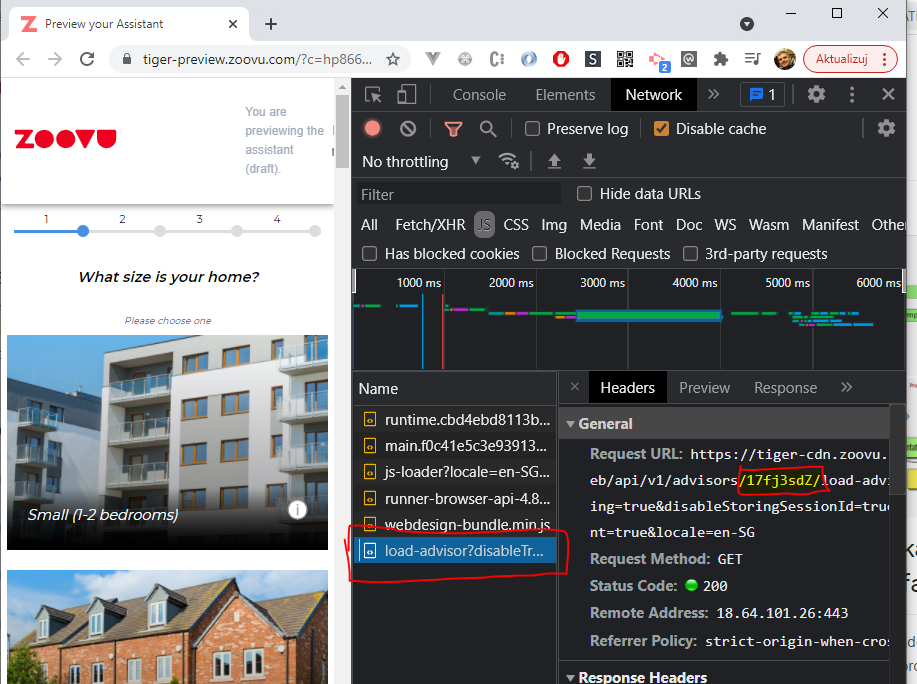 Preview your Assistant
tiger-preview.zoovu.com/?c=hp866...
2
Aktualizuj
ZOOVU
You are
previewing the
assistant
(draft).
1 2 3 4
What size is your home?
Please choose one
Small (1-2 bedrooms)
i
Console Elements Network » 1
Preserve log Disable cache
No throttling
Filter Hide data URLs
All Fetch/XHR JS CSS Img Media Font Doc WS Wasm Manifest Other
Has blocked cookies Blocked Requests 3rd-party requests
1000 ms 2000 ms 3000 ms 4000 ms 5000 ms 6000 ms
Name
runtime.cbd4ebd8113b...
main.f0c41e5c3e93913...
js-loader?locale=en-SG...
runner-browser-api-4.8...
webdesign-bundle.min.js
load-advisor?disableTr...
Headers Preview Response »
General
Request URL: https://tiger-cdn.zoovu.
eb/api/v1/advisors/17fj3sdZ/load-advi
ing=true&disableStoringSessionId=true
nt=true&locale=en-SG
Request Method: GET
Status Code: 200
Remote Address: 18.64.101.26:443
Referrer Policy: strict-origin-when-cros
Response Headers